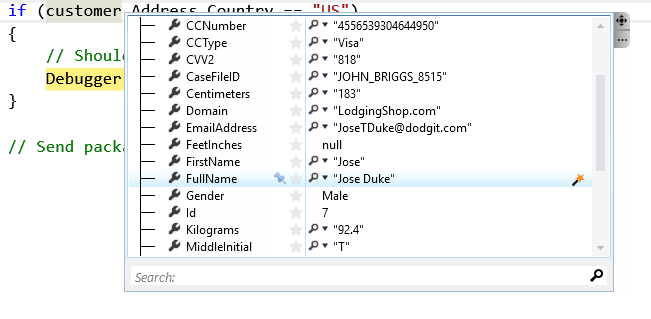 if (customer.Address.Country == "US")
{
// Shoul
Debugger
}
// Send packa
CCNumber "4556539304644950"
CCType "Visa"
CVV2 "818"
CaseFileID "JOHN_BRIGGS_8515"
Centimeters "183"
Domain "LodgingShop.com"
EmailAddress "JoseTDuke@dodgit.com"
FeetInches null
FirstName "Jose"
FullName "Jose Duke"
Gender Male
Id 7
Kilograms "92.4"
MiddleInitial "T"
Search: